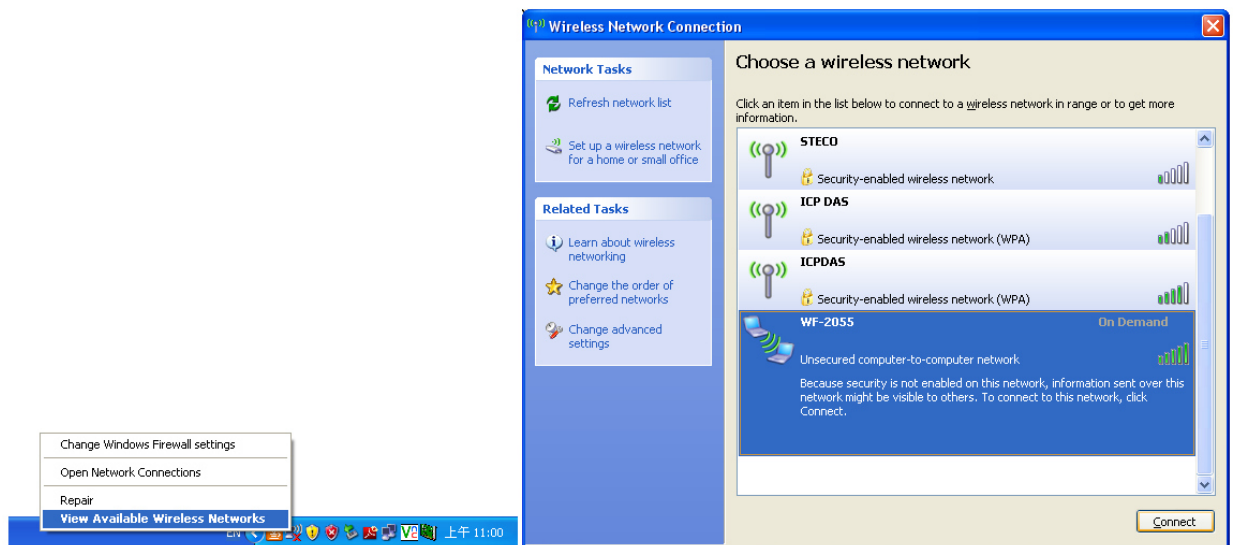 Change Windows Firewall settings
Open Network Connections
Repair
View Available Wireless Networks
EN
V2
上午 11:00
Wireless Network Connection
Network Tasks
Refresh network list
Set up a wireless network
for a home or small office
Related Tasks
Learn about wireless
networking
Change the order of
preferred networks
Change advanced
settings
Choose a wireless network
Click an item in the list below to connect to a wireless network in range or to get more
information.
STECO
Security-enabled wireless network
ICP DAS
Security-enabled wireless network (WPA)
ICPDAS
Security-enabled wireless network (WPA)
WF-2055
On Demand
Unsecured computer-to-computer network
Because security is not enabled on this network, information sent over this
network might be visible to others. To connect to this network, click
Connect.
Connect